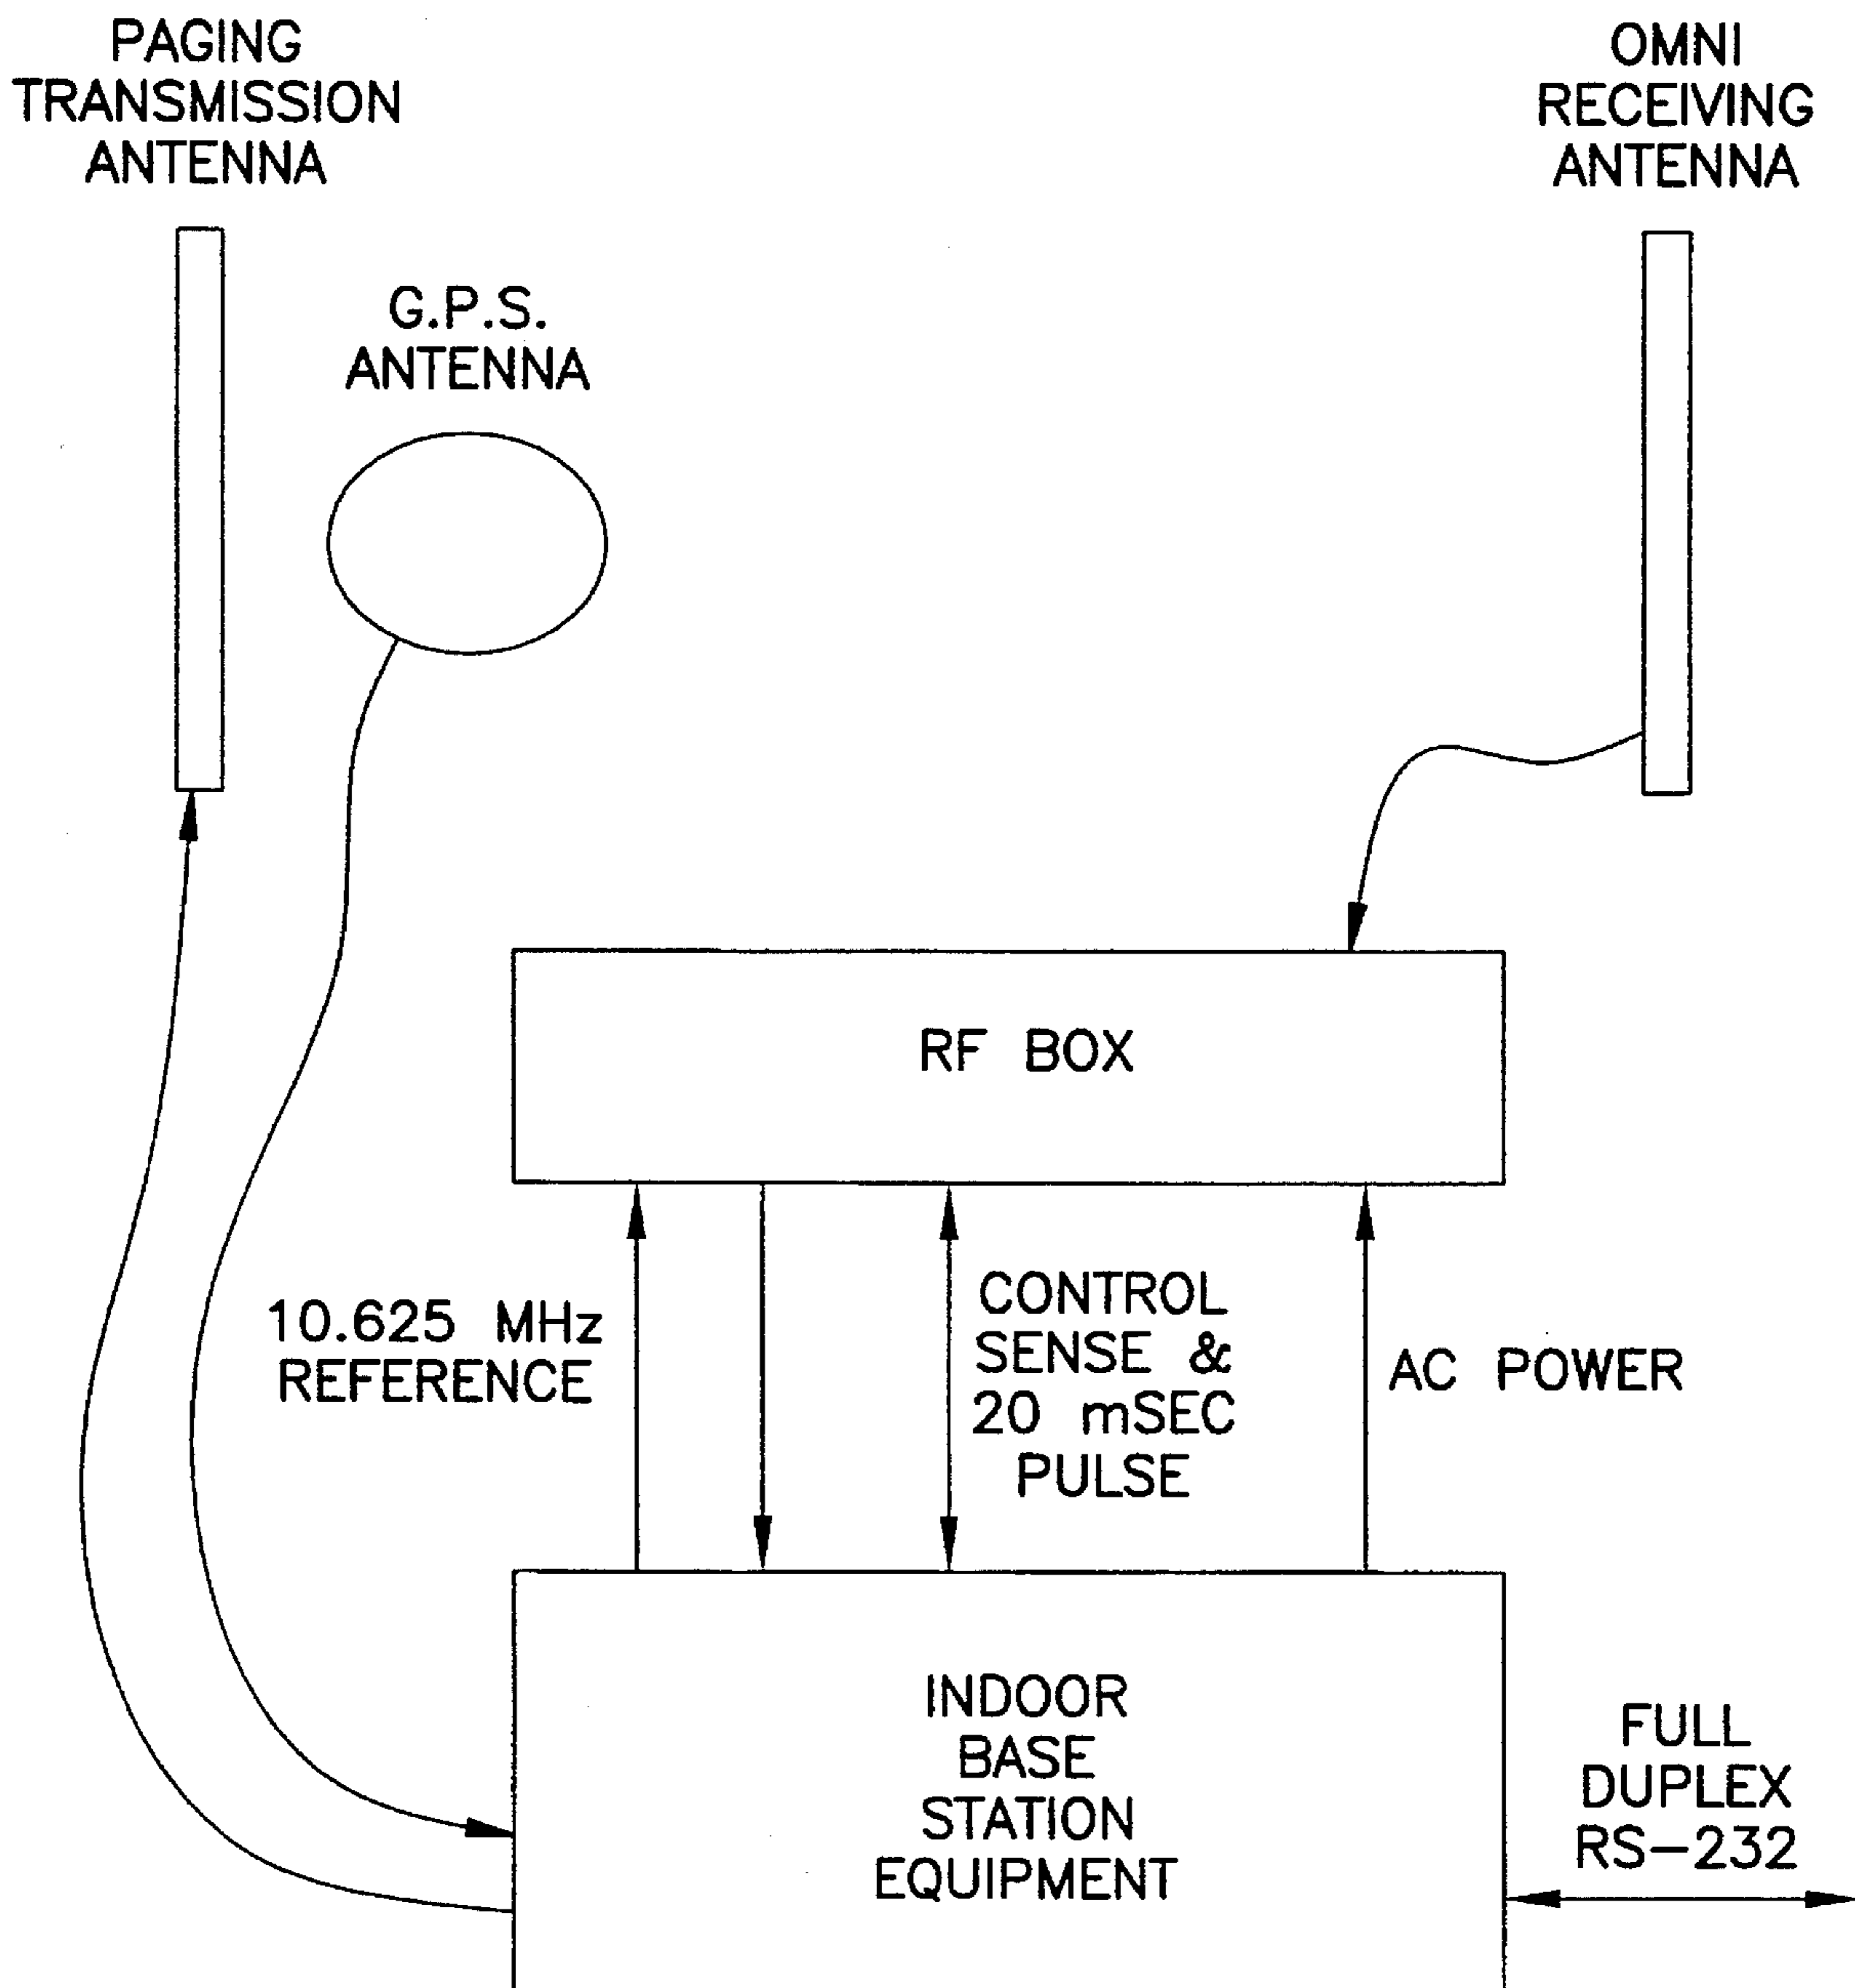 PAGING
TRANSMISSION
ANTENNA
OMNI
RECEIVING
ANTENNA
G.P.S.
ANTENNA
RF BOX
10.625 MHz
REFERENCE
CONTROL
SENSE &
20 mSEC
PULSE
AC POWER
INDOOR
BASE
STATION
EQUIPMENT
FULL
DUPLEX
RS-232